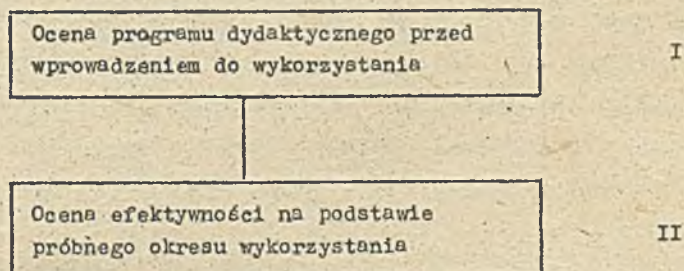 Ocena programu dydaktycznego przed
wprowadzeniem do wykorzystania
I
Ocena efektywności na podstawie
próbnego okresu wykorzystania
II